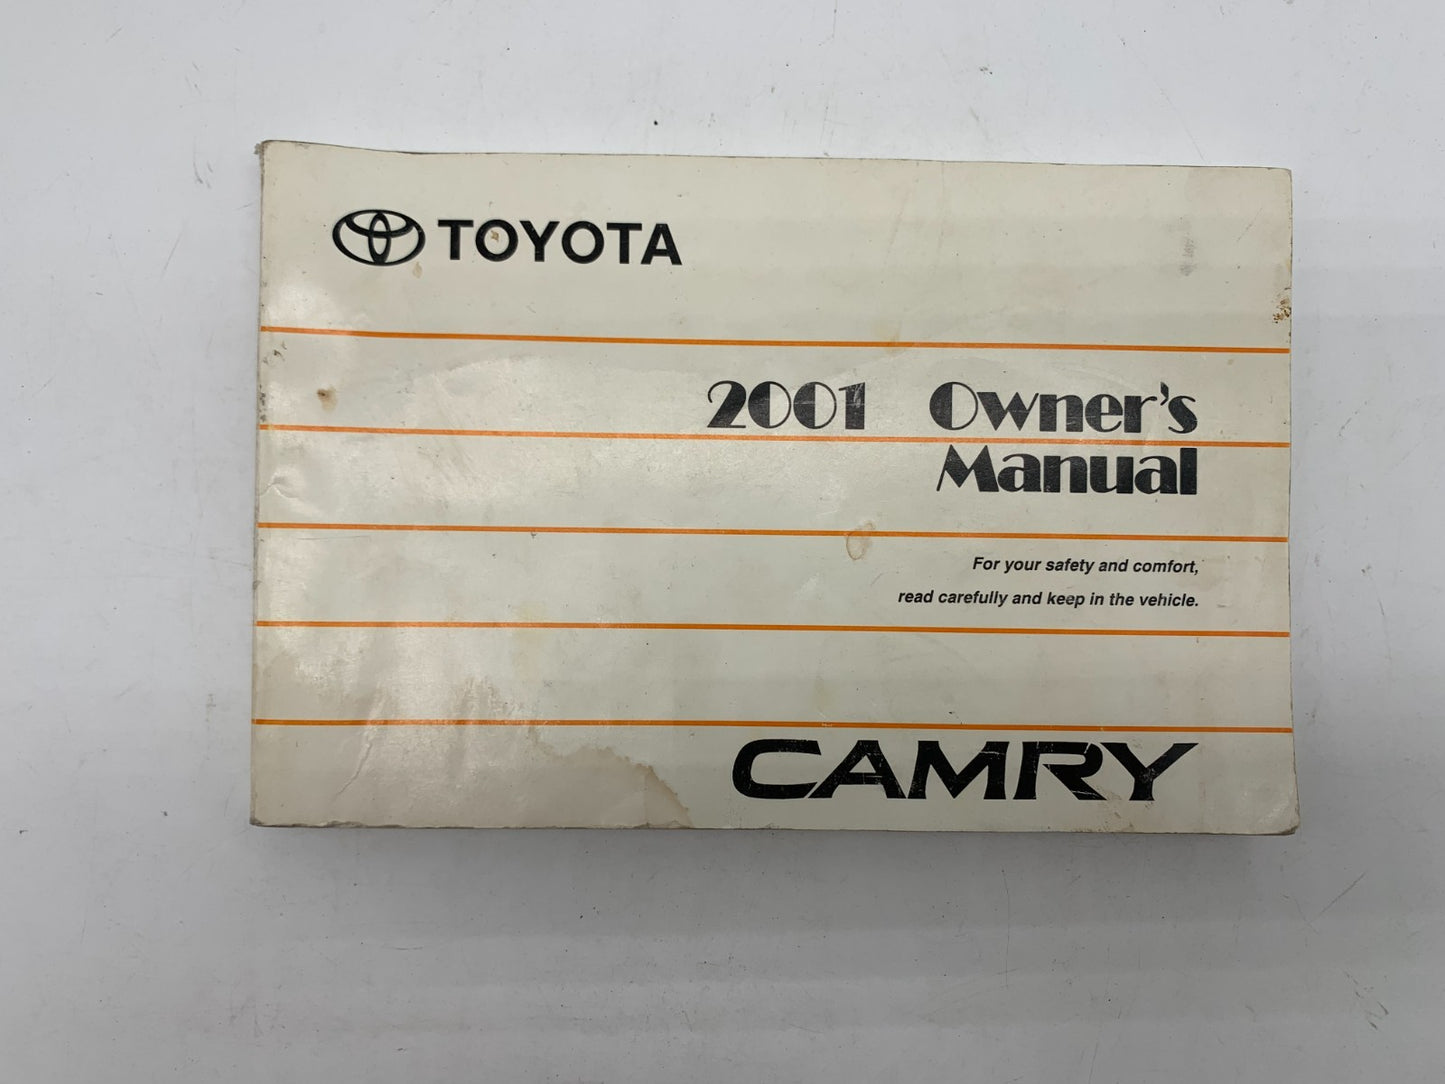 TOYOTA
2001 Owner's
Manual
For your safety and comfort,
read carefully and keep in the vehicle.
CAMRY